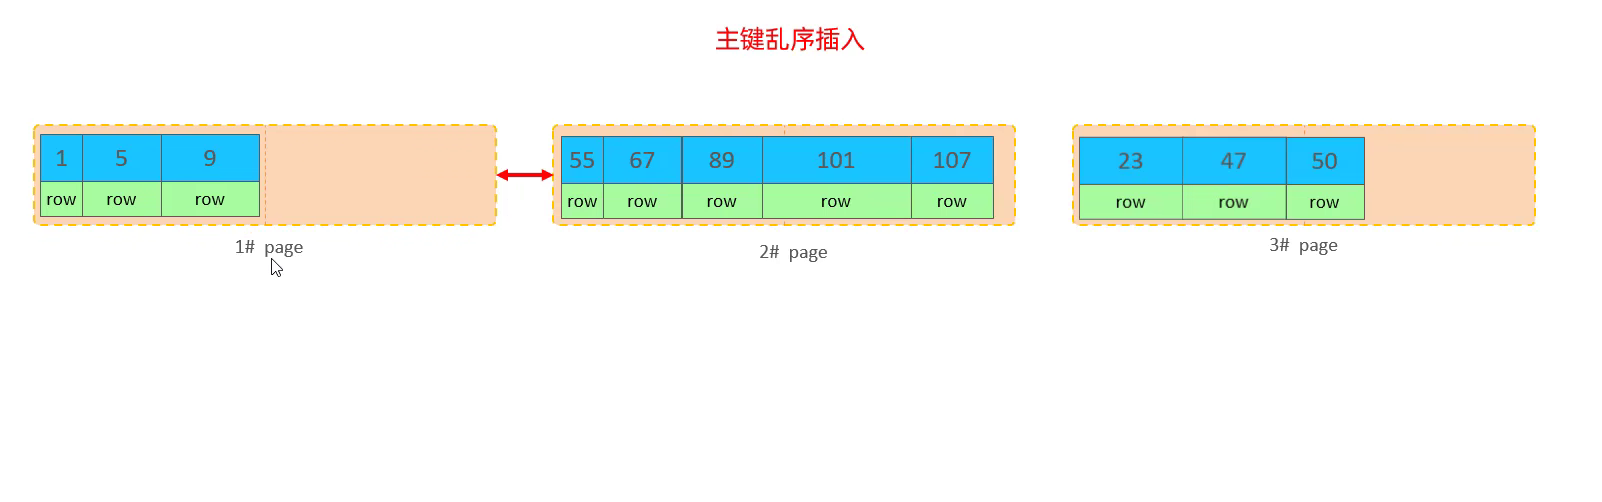 主键乱序插入
1 5 9
row row row
1# page
55 67 89 101 107
row row row row row
2# page
23 47 50
row row row
3# page